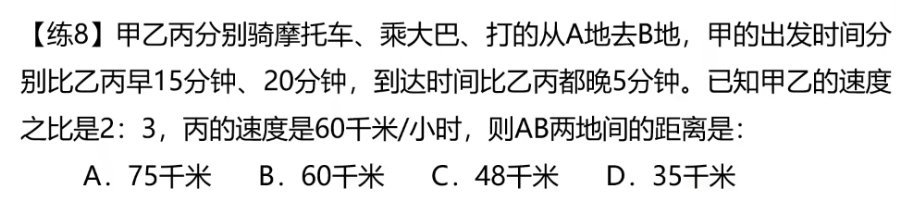 【练8】甲乙丙分别骑摩托车、乘大巴、打的从A地去B地，甲的出发时间分
别比乙丙早15分钟、20分钟，到达时间比乙丙都晚5分钟。已知甲乙的速度
之比是2：3，丙的速度是60千米/小时，则AB两地间的距离是：
A．75千米 B．60千米 C．48千米 D．35千米